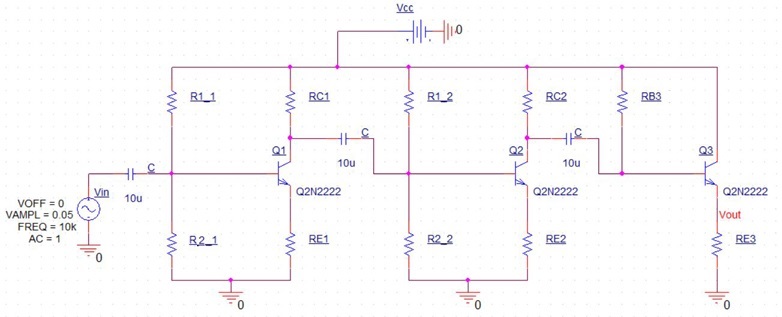 Vcc
0
R1_1
RC1
R1_2
RC2
RB3
C
Q1
C
10u
Q2
C
10u
Q3
Vin
10u
Q2N2222
Q2N2222
Q2N2222
VOFF = 0
VAMPL = 0.05
FREQ = 10k
AC = 1
Vout
R2_1
RE1
R2_2
RE2
RE3
0
0
0
0